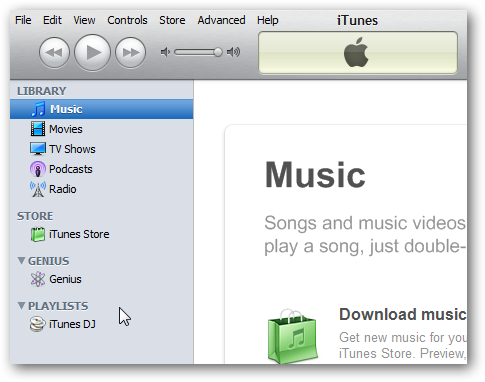 File Edit View Controls Store Advanced Help iTunes
LIBRARY
Music
Movies
TV Shows
Podcasts
Radio
STORE
iTunes Store
GENIUS
Genius
PLAYLISTS
iTunes DJ
Music
Songs and music videos
play a song, just double-
Download music
Get new music for you
iTunes Store. Preview,